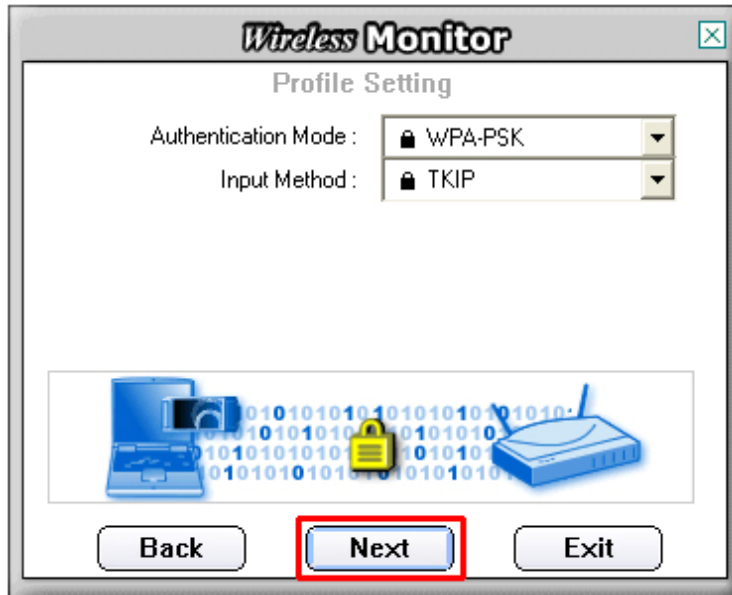 Wireless Monitor
Profile Setting
Authentication Mode : WPA-PSK
Input Method : TKIP
Back Next Exit